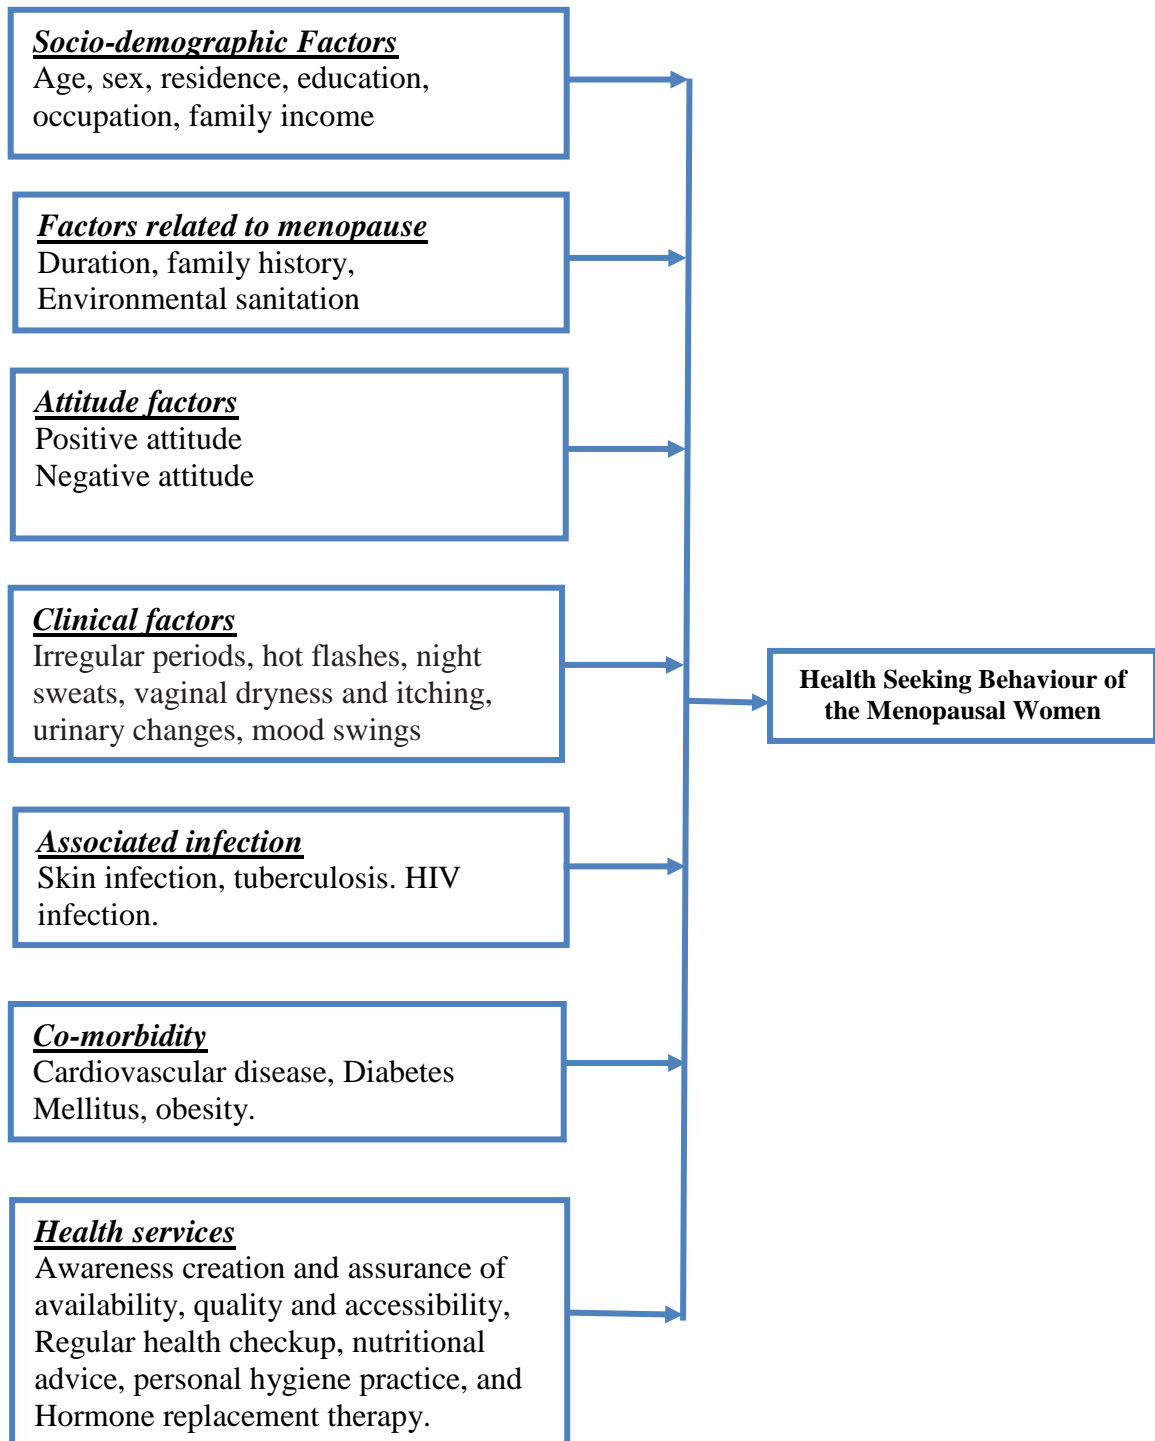 Socio-demographic Factors
Age, sex, residence, education,
occupation, family income
Factors related to menopause
Duration, family history,
Environmental sanitation
Attitude factors
Positive attitude
Negative attitude
Clinical factors
Irregular periods, hot flashes, night
sweats, vaginal dryness and itching,
urinary changes, mood swings
Health Seeking Behaviour of
the Menopausal Women
Associated infection
Skin infection, tuberculosis. HIV
infection.
Co-morbidity
Cardiovascular disease, Diabetes
Mellitus, obesity.
Health services
Awareness creation and assurance of
availability, quality and accessibility,
Regular health checkup, nutritional
advice, personal hygiene practice, and
Hormone replacement therapy.